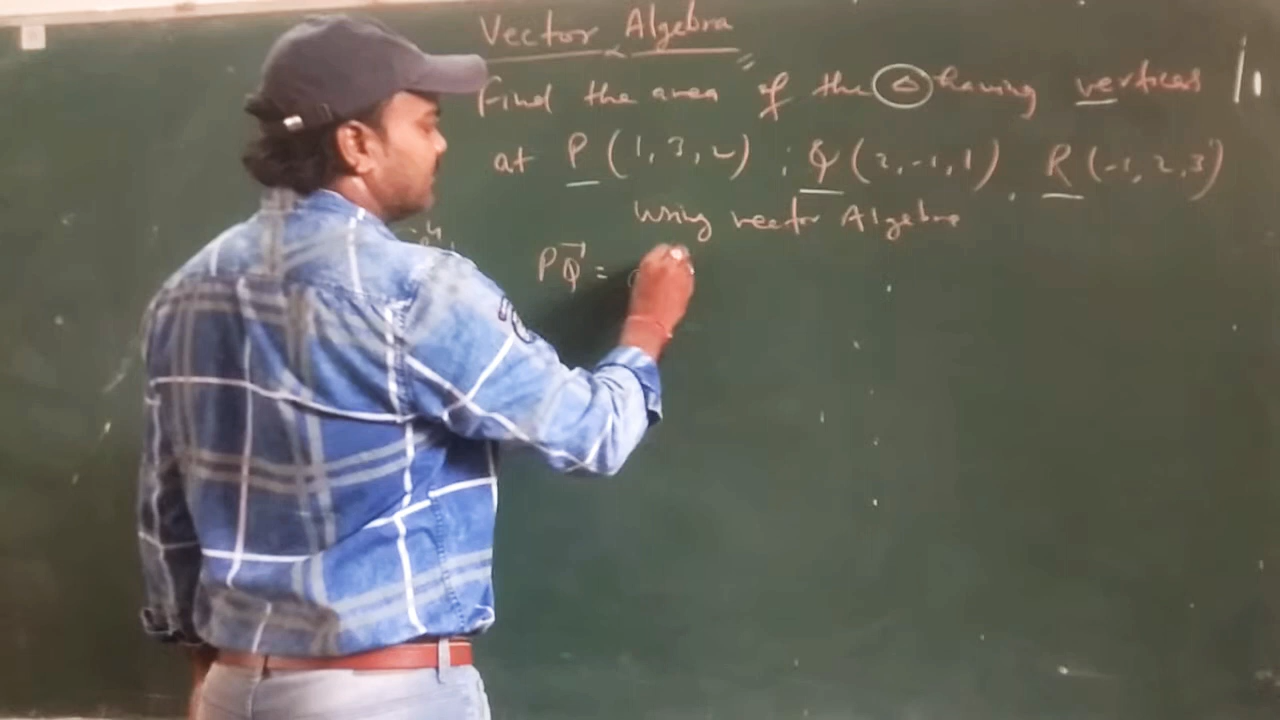 Vector Algebra
Find the area of the △ having vertices
at P (1, 3, 2) ; Q (2, -1, 1) , R (-1, 2, 3)
Using vector Algebra
PQ⃗ =